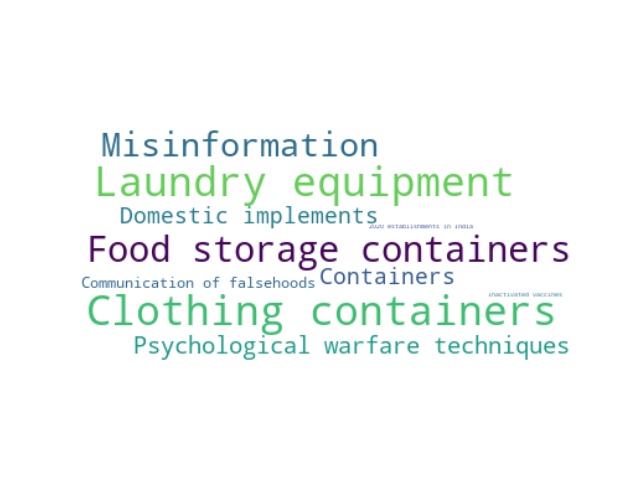 Misinformation
Laundry equipment
Domestic implements
2020 establishments in India
Food storage containers
Communication of falsehoods
Containers
Inactivated vaccines
Clothing containers
Psychological warfare techniques